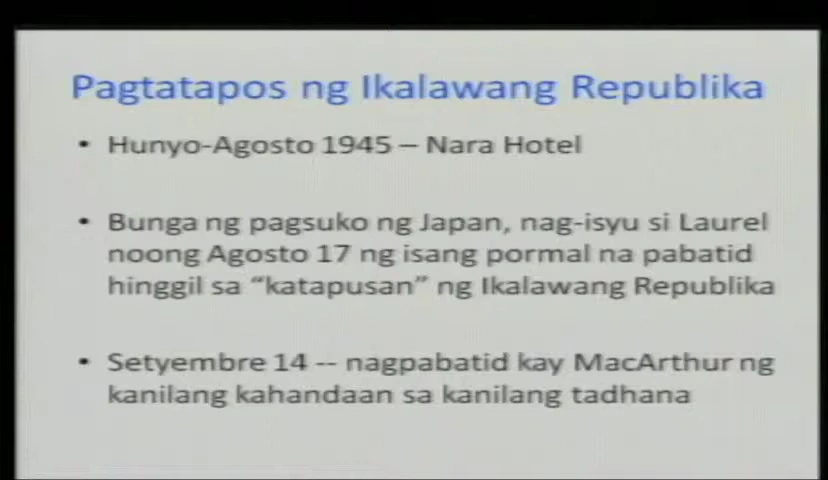 Pagtatapos ng Ikalawang Republika
• Hunyo-Agosto 1945 – Nara Hotel
• Bunga ng pagsuko ng Japan, nag-isyu si Laurel
noong Agosto 17 ng isang pormal na pabatid
hinggil sa “katapusan” ng Ikalawang Republika
• Setyembre 14 -- nagpabatid kay MacArthur ng
kanilang kahandaan sa kanilang tadhana